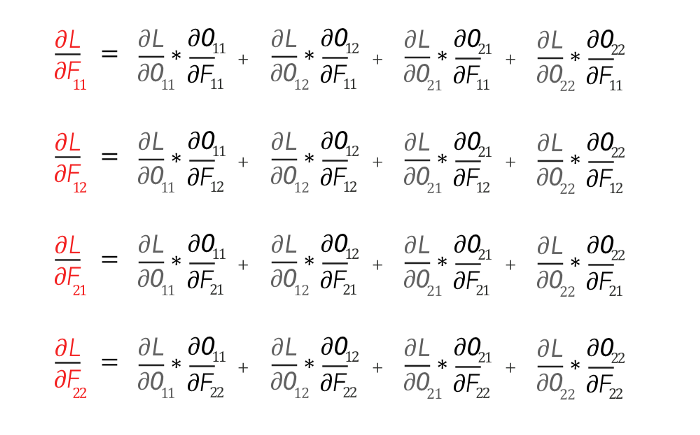 ∂L/∂F₁₁ = ∂L/∂O₁₁ * ∂O₁₁/∂F₁₁ + ∂L/∂O₁₂ * ∂O₁₂/∂F₁₁ + ∂L/∂O₂₁ * ∂O₂₁/∂F₁₁ + ∂L/∂O₂₂ * ∂O₂₂/∂F₁₁
∂L/∂F₁₂ = ∂L/∂O₁₁ * ∂O₁₁/∂F₁₂ + ∂L/∂O₁₂ * ∂O₁₂/∂F₁₂ + ∂L/∂O₂₁ * ∂O₂₁/∂F₁₂ + ∂L/∂O₂₂ * ∂O₂₂/∂F₁₂
∂L/∂F₂₁ = ∂L/∂O₁₁ * ∂O₁₁/∂F₂₁ + ∂L/∂O₁₂ * ∂O₁₂/∂F₂₁ + ∂L/∂O₂₁ * ∂O₂₁/∂F₂₁ + ∂L/∂O₂₂ * ∂O₂₂/∂F₂₁
∂L/∂F₂₂ = ∂L/∂O₁₁ * ∂O₁₁/∂F₂₂ + ∂L/∂O₁₂ * ∂O₁₂/∂F₂₂ + ∂L/∂O₂₁ * ∂O₂₁/∂F₂₂ + ∂L/∂O₂₂ * ∂O₂₂/∂F₂₂